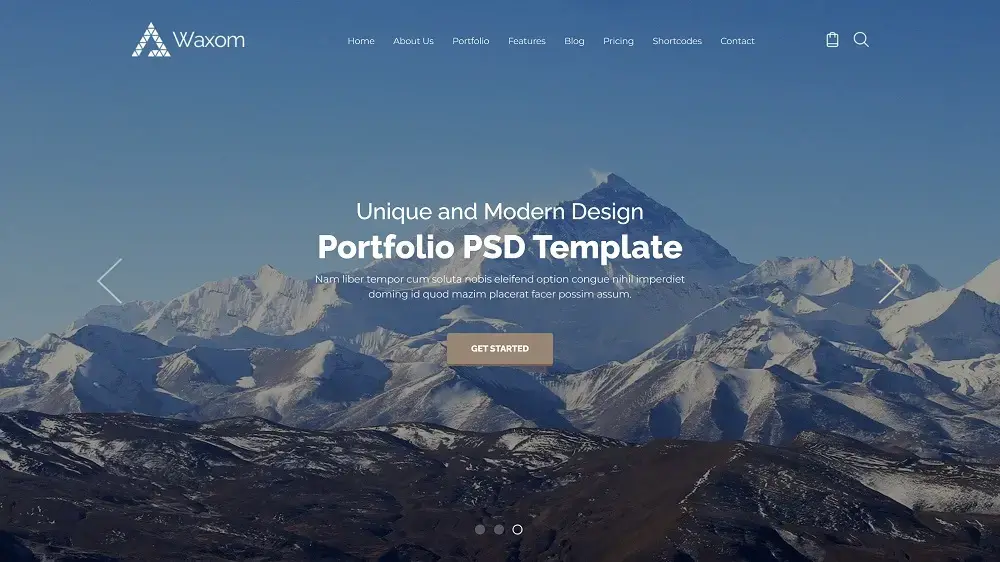 Waxom
Home About Us Portfolio Features Blog Pricing Shortcodes Contact
Unique and Modern Design
Portfolio PSD Template
Nam liber tempor cum soluta nobis eleifend option congue nihil imperdiet
doming id quod mazim placerat facer possim assum.
GET STARTED